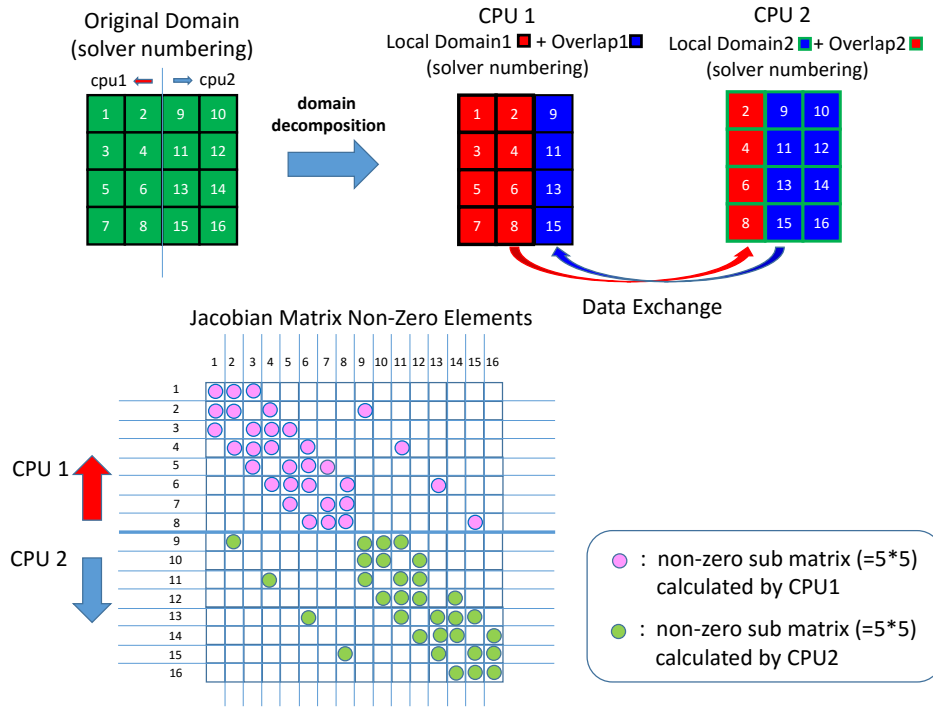 Original Domain
(solver numbering)
cpu1 cpu2
1 2 9 10
3 4 11 12
5 6 13 14
7 8 15 16
domain
decomposition
CPU 1
Local Domain1 + Overlap1
(solver numbering)
1 2 9
3 4 11
5 6 13
7 8 15
CPU 2
Local Domain2 + Overlap2
(solver numbering)
2 9 10
4 11 12
6 13 14
8 15 16
Data Exchange
Jacobian Matrix Non-Zero Elements
1 2 3 4 5 6 7 8 9 10 11 12 13 14 15 16
1
2
3
4
5
6
7
8
9
10
11
12
13
14
15
16
CPU 1
CPU 2
: non-zero sub matrix (=5*5)
calculated by CPU1
: non-zero sub matrix (=5*5)
calculated by CPU2